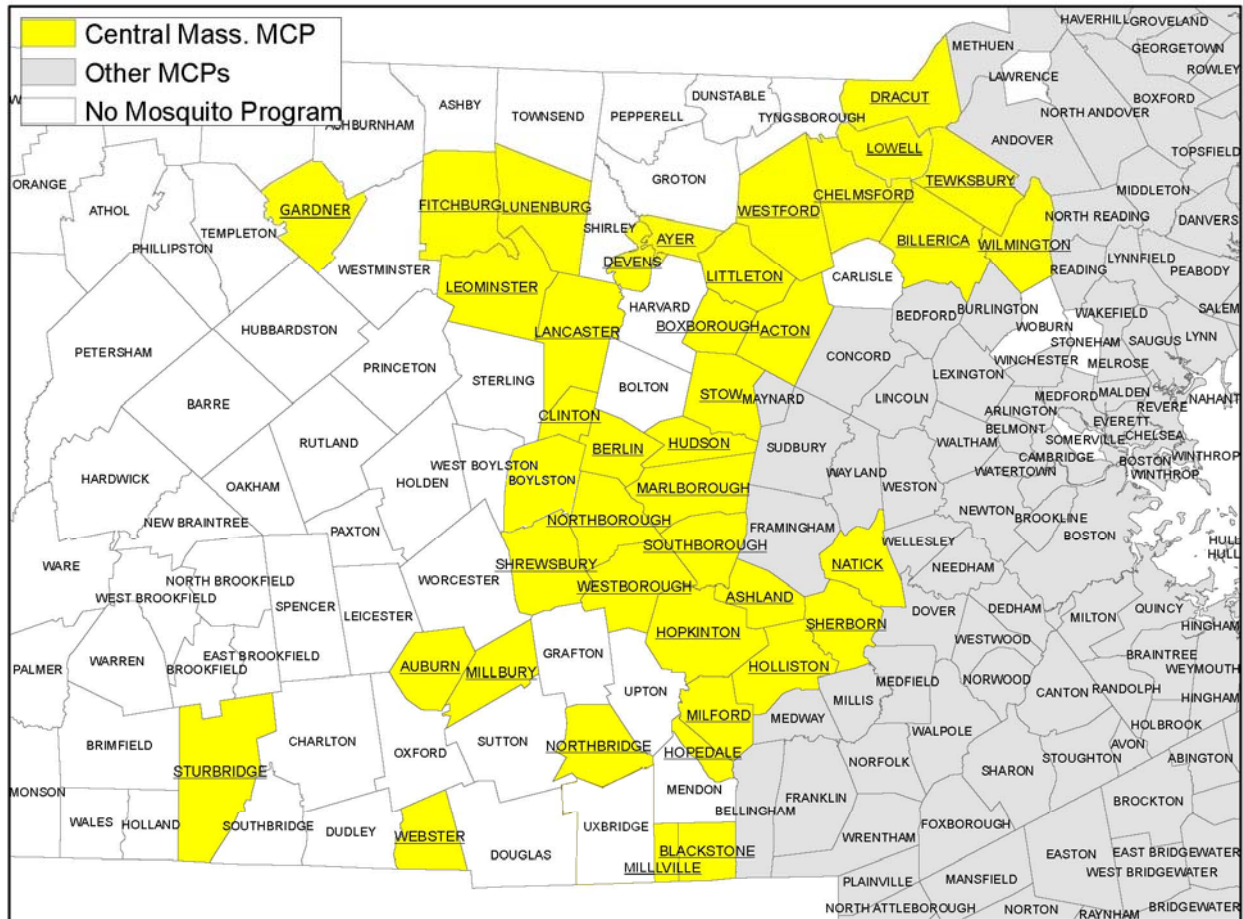 Central Mass. MCP
Other MCPs
No Mosquito Program
HAVERHILL
GROVELAND
METHUEN
GEORGETOWN
LAWRENCE
ROWLEY
DUNSTABLE
DRACUT
BOXFORD
ASHBY
TOWNSEND
PEPPERELL
TYNGSBOROUGH
NORTH ANDOVER
ASHBURNHAM
ANDOVER
LOWELL
TOPSFIELD
ORANGE
GROTON
TEWKSBURY
MIDDLETON
ATHOL
GARDNER
FITCHBURG
LUNENBURG
WESTFORD
CHELMSFORD
NORTH READING
DANVERS
TEMPLETON
SHIRLEY
AYER
BILLERICA
WILMINGTON
PHILLIPSTON
LYNNFIELD
DEVENS
READING
PEABODY
WESTMINSTER
LITTLETON
CARLISLE
LEOMINSTER
HARVARD
SALEM
BURLINGTON
WAKEFIELD
BEDFORD
HUBBARDSTON
LANCASTER
BOXBOROUGH
ACTON
WOBURN
STONEHAM
SAUGUS
LYNN
PETERSHAM
CONCORD
WINCHESTER
MELROSE
PRINCETON
STERLING
LEXINGTON
BOLTON
STOW
MAYNARD
LINCOLN
MEDFORD
MALDEN
NAHANT
BARRE
CLINTON
ARLINGTON
REVERE
EVERETT
RUTLAND
BERLIN
HUDSON
SUDBURY
WALTHAM
BELMONT
SOMERVILLE
CHELSEA
CAMBRIDGE
WINTHROP
HARDWICK
WEST BOYLSTON
BOYLSTON
WAYLAND
WATERTOWN
BOSTON
WINTHROP
OAKHAM
HOLDEN
MARLBOROUGH
WESTON
NEW BRAINTREE
NORTHBOROUGH
NEWTON
BROOKLINE
PAXTON
FRAMINGHAM
BOSTON
WELLESLEY
SOUTHBOROUGH
HULL
HULL
WARE
NORTH BROOKFIELD
WORCESTER
SHREWSBURY
NATICK
NEEDHAM
WESTBOROUGH
WEST BROOKFIELD
SPENCER
ASHLAND
LEICESTER
DOVER
DEDHAM
MILTON
QUINCY
SHERBORN
HINGHAM
HOPKINTON
WESTWOOD
PALMER
WARREN
EAST BROOKFIELD
BROOKFIELD
AUBURN
MILLBURY
GRAFTON
HOLLISTON
BRAINTREE
WEYMOUTH
MEDFIELD
NORWOOD
UPTON
MILLIS
CANTON
RANDOLPH
HINGHAM
MILFORD
MEDWAY
HOLBROOK
WALPOLE
BRIMFIELD
CHARLTON
OXFORD
SUTTON
NORTHBRIDGE
HOPEDALE
AVON
STOUGHTON
ABINGTON
STURBRIDGE
NORFOLK
SHARON
MONSON
MENDON
FRANKLIN
BROCKTON
BELLINGHAM
WALES
HOLLAND
SOUTHBRIDGE
DUDLEY
WEBSTER
UXBRIDGE
FOXBOROUGH
WRENTHAM
BLACKSTONE
DOUGLAS
EASTON
EAST BRIDGEWATER
MILLLVILLE
WEST BRIDGEWATER
PLAINVILLE
MANSFIELD
NORTH ATTLEBOROUGH
NORTON
RAYNHAM
BRIDGEWATER